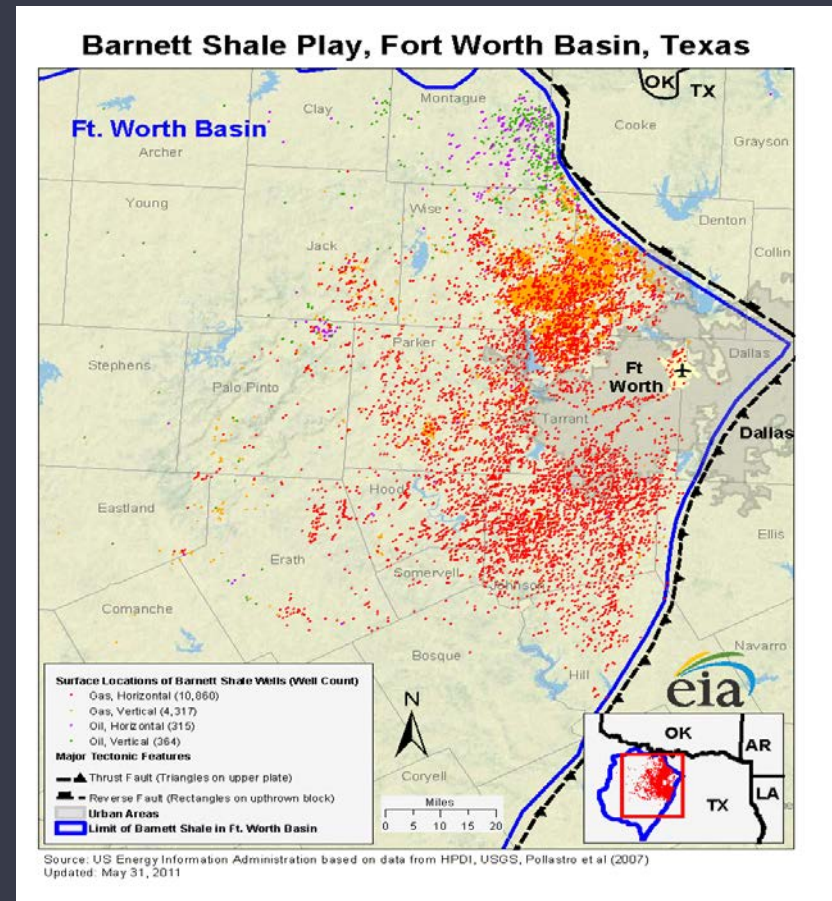 Barnett Shale Play, Fort Worth Basin, Texas
OK TX
Montague
Clay
Cooke
Ft. Worth Basin
Archer
Grayson
Young
Wise
Denton
Jack
Collin
Parker
Stephens
Dallas
Ft
Worth
Palo Pinto
Tarrant
Dallas
Hood
Eastland
Ellis
Erath
Somervell
Johnson
Comanche
Bosque
Navarro
Hill
eia
Surface Locations of Barnett Shale Wells (Well Count)
Gas, Horizontal (10,860)
Gas, Vertical (4,317)
Oil, Horizontal (315)
Oil, Vertical (364)
Major Tectonic Features
Thrust Fault (Triangles on upper plate)
Reverse Fault (Rectangles on upthrown block)
Urban Areas
Limit of Barnett Shale in Ft. Worth Basin
N
Coryell
Miles
0 5 10 15 20
OK
AR
TX
LA
Source: US Energy Information Administration based on data from HPDI, USGS, Pollastro et al (2007)
Updated: May 31, 2011